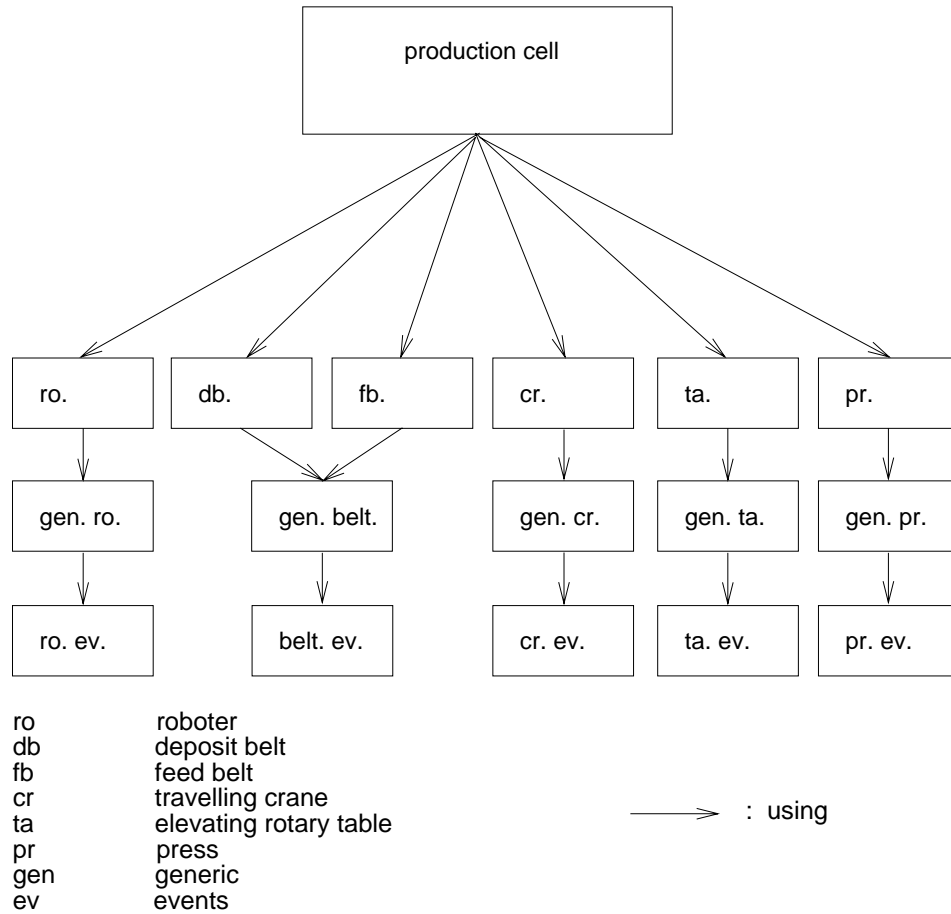 production cell
ro. db. fb. cr. ta. pr.
gen. ro. gen. belt. gen. cr. gen. ta. gen. pr.
ro. ev. belt. ev. cr. ev. ta. ev. pr. ev.
ro roboter
db deposit belt
fb feed belt
cr travelling crane
ta elevating rotary table
pr press
gen generic
ev events
: using